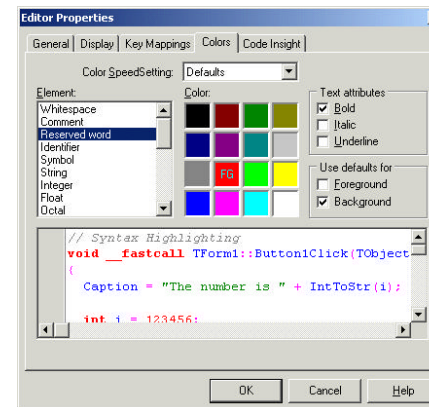 Editor Properties
General Display Key Mappings Colors Code Insight
Color SpeedSetting: Defaults
Element:
Whitespace
Comment
Reserved word
Identifier
Symbol
String
Integer
Float
Octal
Color:
FG
Text attributes
Bold
Italic
Underline
Use defaults for
Foreground
Background
// Syntax Highlighting
void __fastcall TForm1::Button1Click(TObject
{
Caption = "The number is " + IntToStr(i);
int i = 123456;
OK Cancel Help